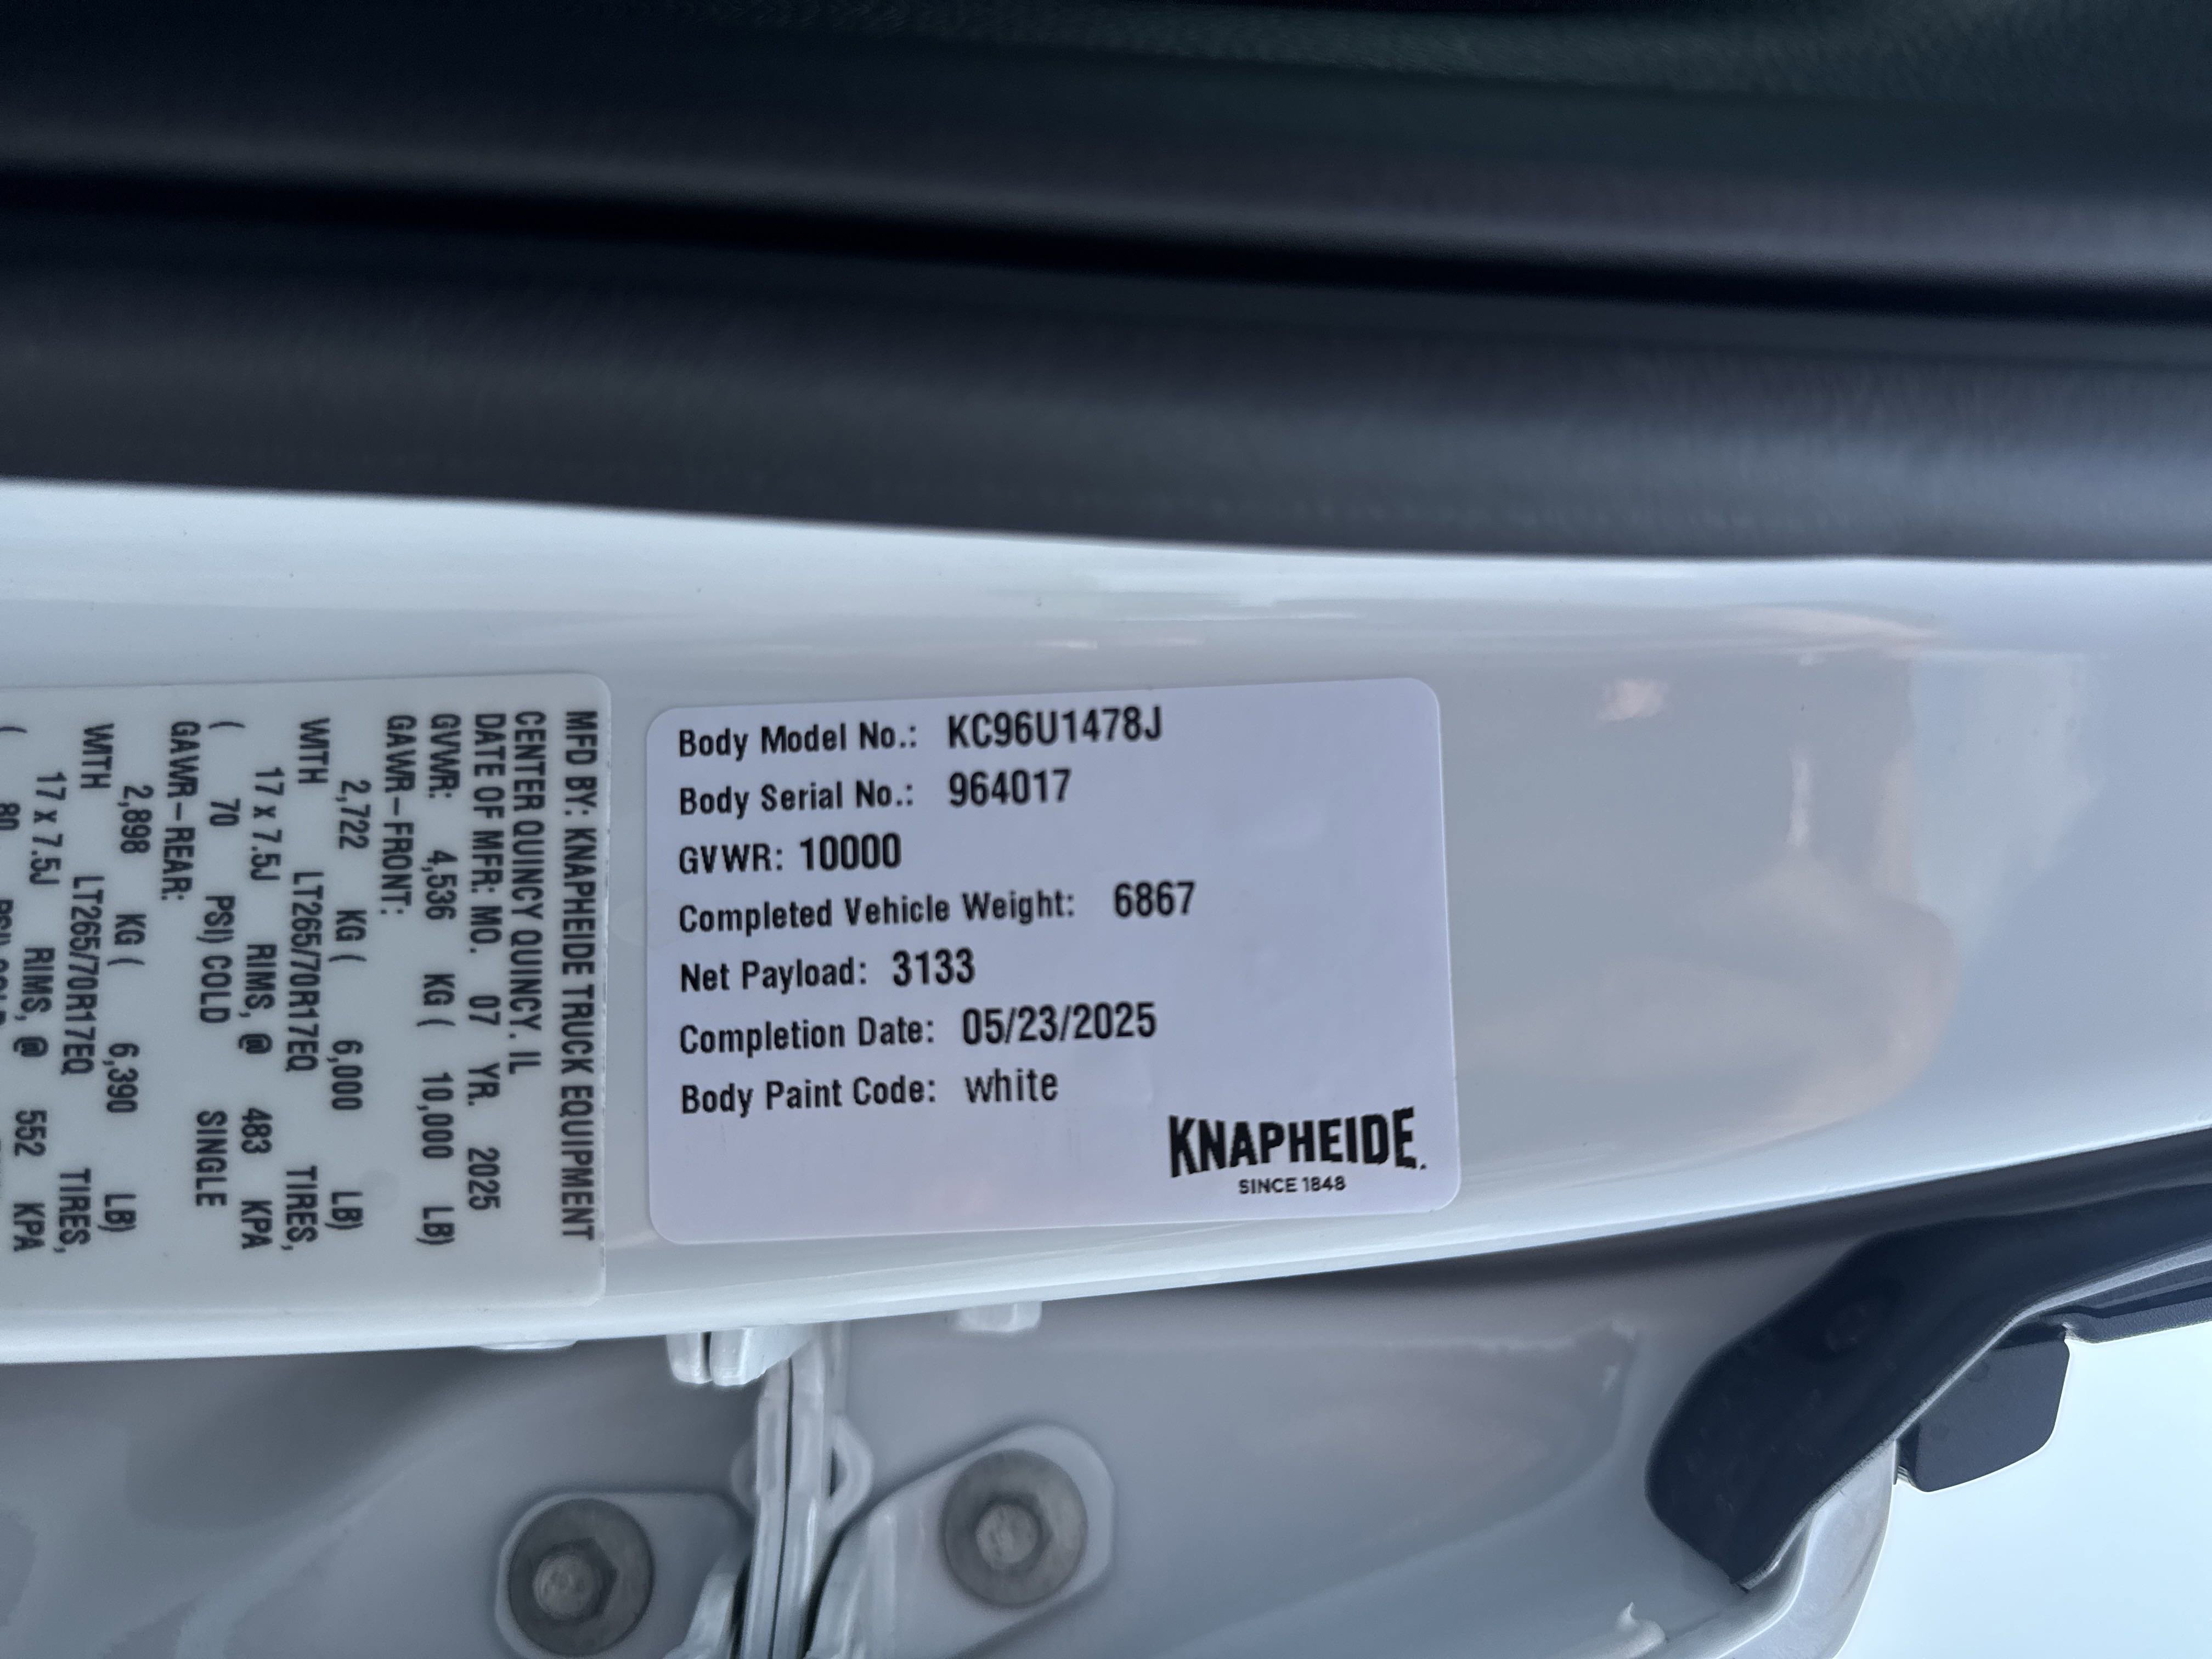 Body Model No.: KC96U1478J
Body Serial No.: 964017
GVWR: 10000
Completed Vehicle Weight: 6867
Net Payload: 3133
Completion Date: 05/23/2025
Body Paint Code: white
KNAPHEIDE.
SINCE 1848
MFD BY: KNAPHEIDE TRUCK EQUIPMENT
CENTER QUINCY QUINCY, IL
DATE OF MFR: MO. 07 YR. 2025
GVWR: 4,536 KG ( 10,000 LB)
GAWR-FRONT:
2,722 KG ( 6,000 LB)
WITH LT265/70R17EQ TIRES,
17 x 7.5J RIMS, @ 483 KPA
( 70 PSI) COLD SINGLE
GAWR-REAR:
2,898 KG ( 6,390 LB)
WITH LT265/70R17EQ TIRES,
17 x 7.5J RIMS, @ 552 KPA
( 80